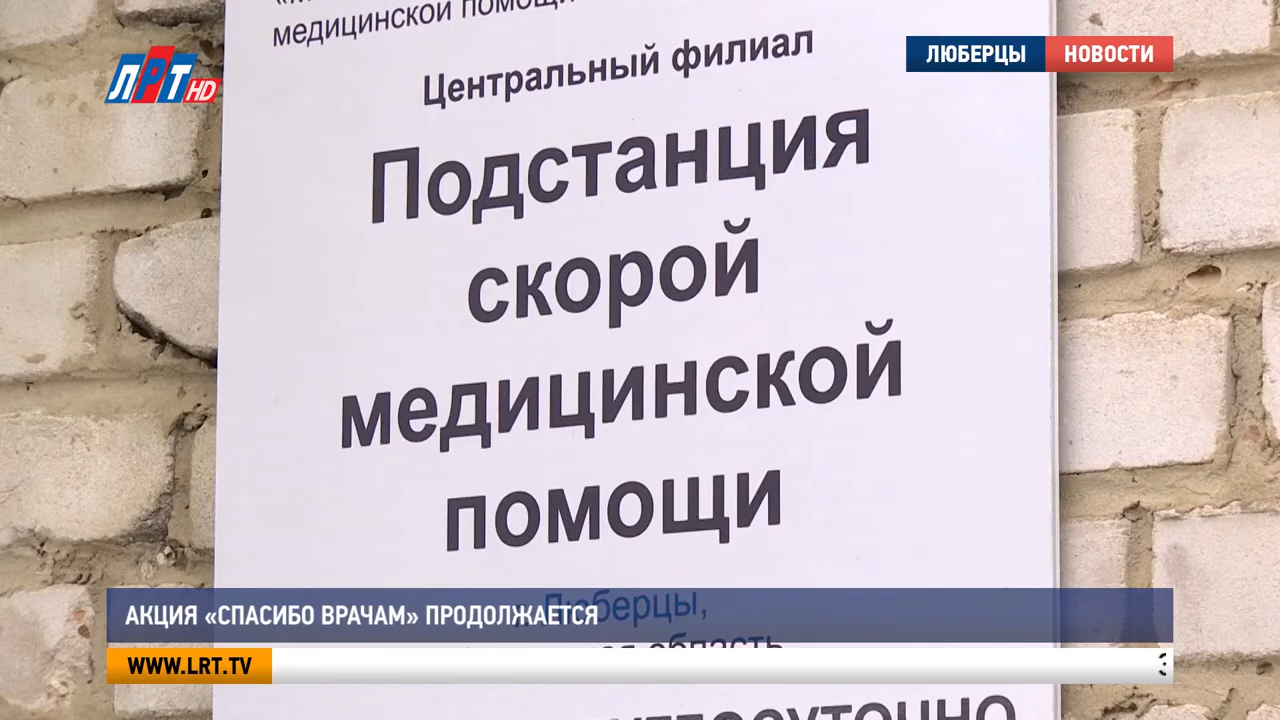 медицинской помощи
ЛРТ HD
ЛЮБЕРЦЫ НОВОСТИ
Центральный филиал
Подстанция
скорой
медицинской
помощи
Люберцы,
АКЦИЯ «СПАСИБО ВРАЧАМ» ПРОДОЛЖАЕТСЯ
область
WWW.LRT.TV